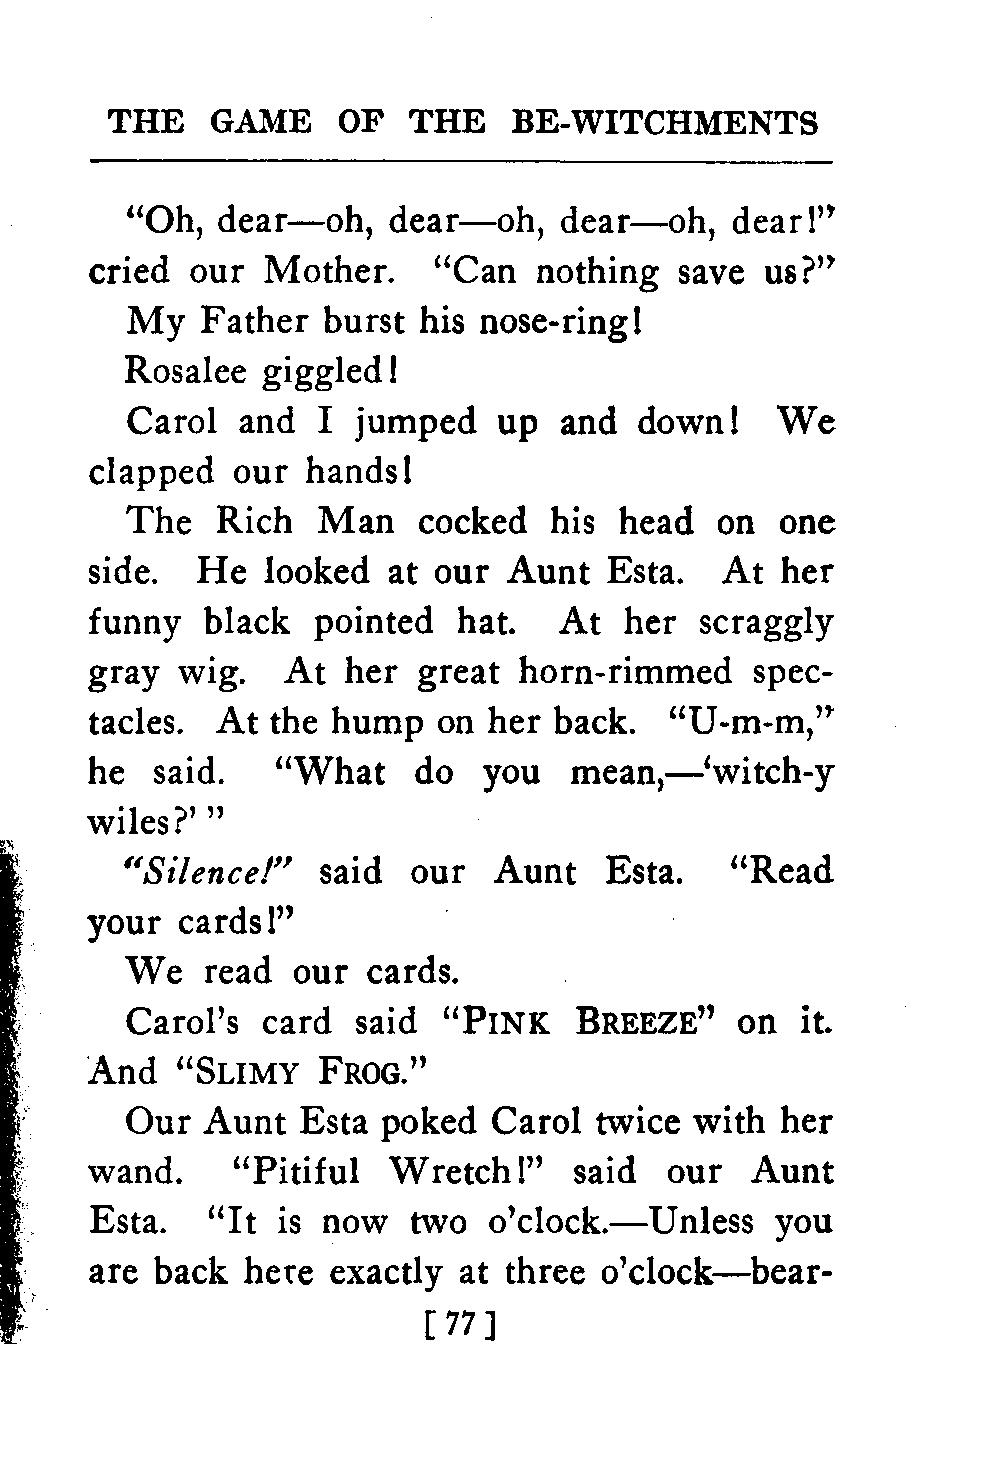 THE GAME OF THE BE-WITCHMENTS
“Oh, dear—oh, dear—oh, dear—oh, dear!”
cried our Mother. “Can nothing save us?”
My Father burst his nose-ring!
Rosalee giggled!
Carol and I jumped up and down! We
clapped our hands!
The Rich Man cocked his head on one
side. He looked at our Aunt Esta. At her
funny black pointed hat. At her scraggly
gray wig. At her great horn-rimmed spec-
tacles. At the hump on her back. “U-m-m,”
he said. “What do you mean,—‘witch-y
wiles?’ ”
“Silence!” said our Aunt Esta. “Read
your cards!”
We read our cards.
Carol’s card said “PINK BREEZE” on it.
And “SLIMY FROG.”
Our Aunt Esta poked Carol twice with her
wand. “Pitiful Wretch!” said our Aunt
Esta. “It is now two o’clock.—Unless you
are back here exactly at three o’clock—bear-
[ 77 ]